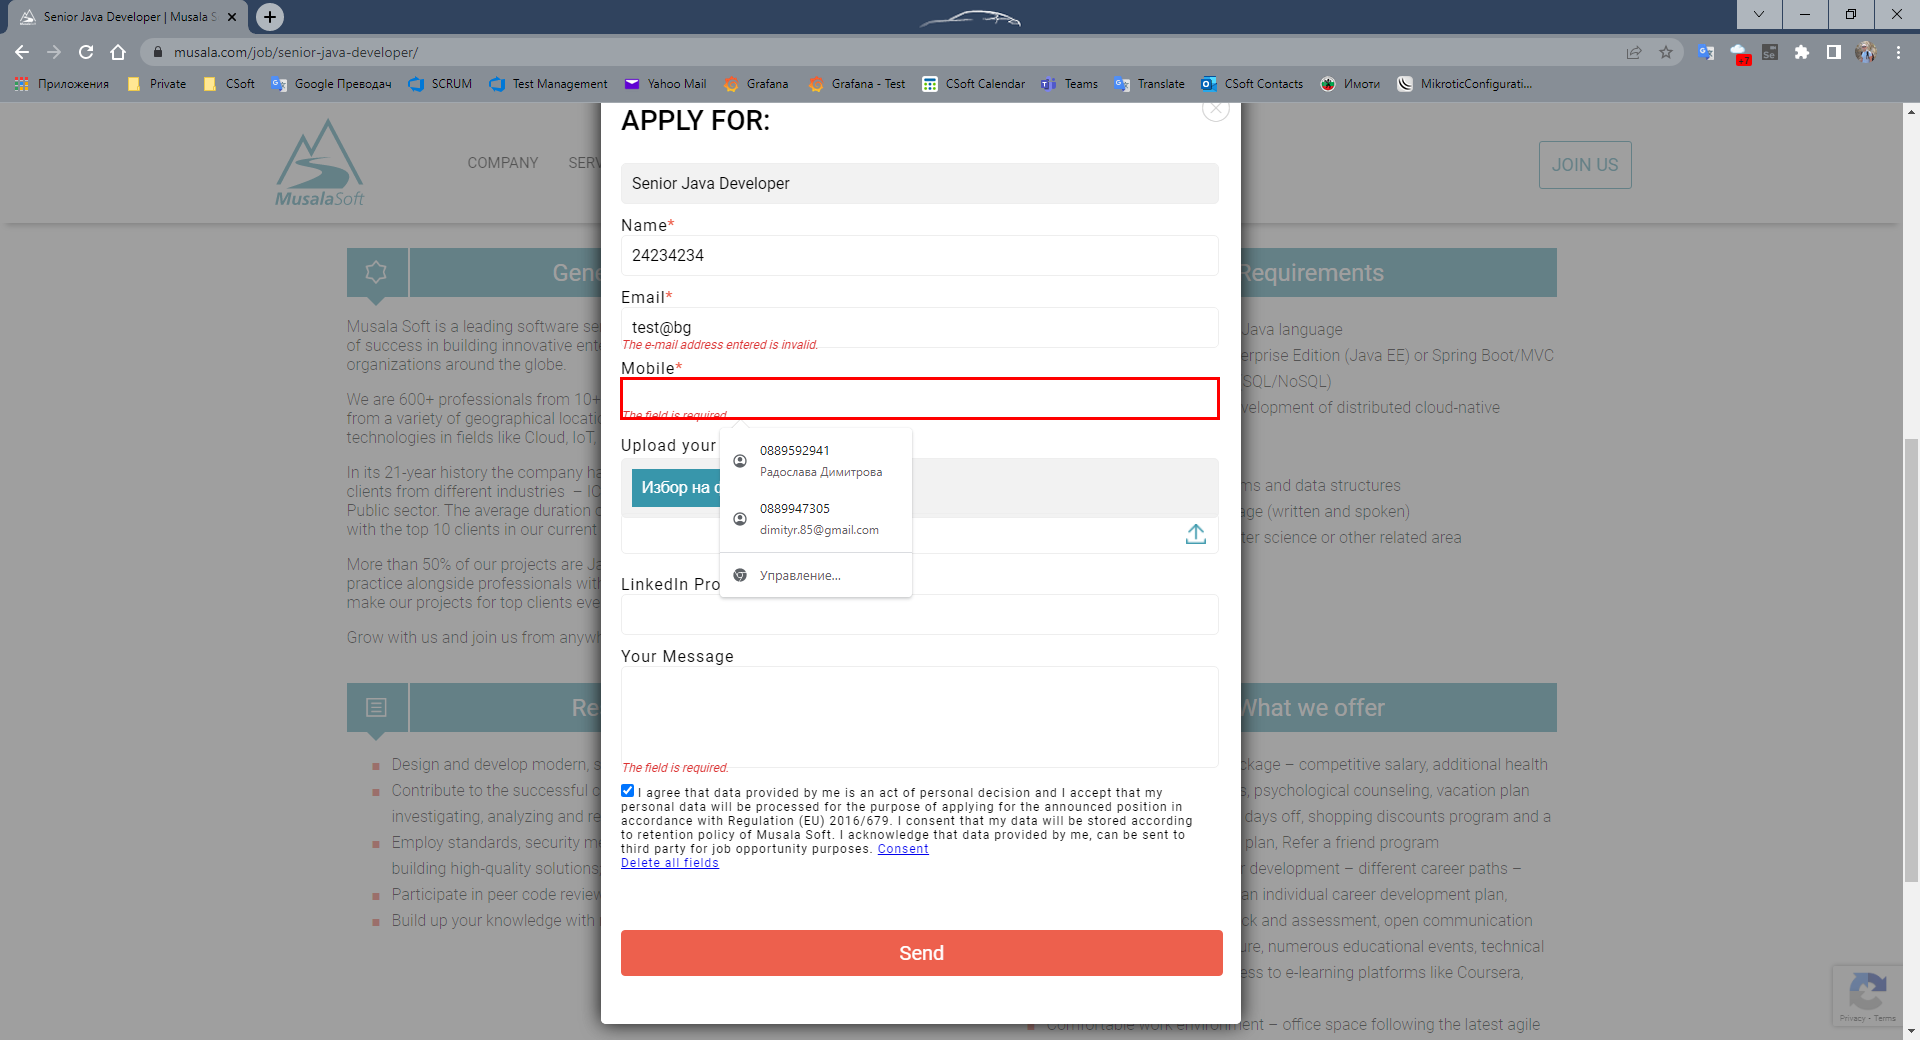 Senior Java Developer | Musala S
musala.com/job/senior-java-developer/
Приложения Private CSoft Google Преводач SCRUM Test Management Yahoo Mail Grafana Grafana - Test CSoft Calendar Teams Translate CSoft Contacts Имоти MikroticConfigurati...
MusalaSoft
COMPANY SERV
JOIN US
APPLY FOR:
Senior Java Developer
Name*
24234234
Email*
test@bg
The e-mail address entered is invalid.
Mobile*
The field is required.
0889592941
Радослава Димитрова
0889947305
dimityr.85@gmail.com
Управление...
Upload your
Избор на
LinkedIn Pro
Your Message
The field is required.
I agree that data provided by me is an act of personal decision and I accept that my
personal data will be processed for the purpose of applying for the announced position in
accordance with Regulation (EU) 2016/679. I consent that my data will be stored according
to retention policy of Musala Soft. I acknowledge that data provided by me, can be sent to
third party for job opportunity purposes. Consent
Delete all fields
Send
Gene
Musala Soft is a leading software se
of success in building innovative ente
organizations around the globe.
We are 600+ professionals from 10+
from a variety of geographical locatio
technologies in fields like Cloud, IoT,
In its 21-year history the company ha
clients from different industries – IC
Public sector. The average duration o
with the top 10 clients in our current
More than 50% of our projects are Ja
practice alongside professionals with
make our projects for top clients eve
Grow with us and join us from anywh
Requirements
Java language
erprise Edition (Java EE) or Spring Boot/MVC
SQL/NoSQL)
velopment of distributed cloud-native
ms and data structures
age (written and spoken)
ter science or other related area
Re
Design and develop modern, s
Contribute to the successful c
investigating, analyzing and re
Employ standards, security me
building high-quality solutions,
Participate in peer code review
Build up your knowledge with
What we offer
ckage – competitive salary, additional health
s, psychological counseling, vacation plan
days off, shopping discounts program and a
plan, Refer a friend program
r development – different career paths –
an individual career development plan,
ck and assessment, open communication
ure, numerous educational events, technical
ess to e-learning platforms like Coursera,
Comfortable work environment – office space following the latest agile
Privacy - Terms